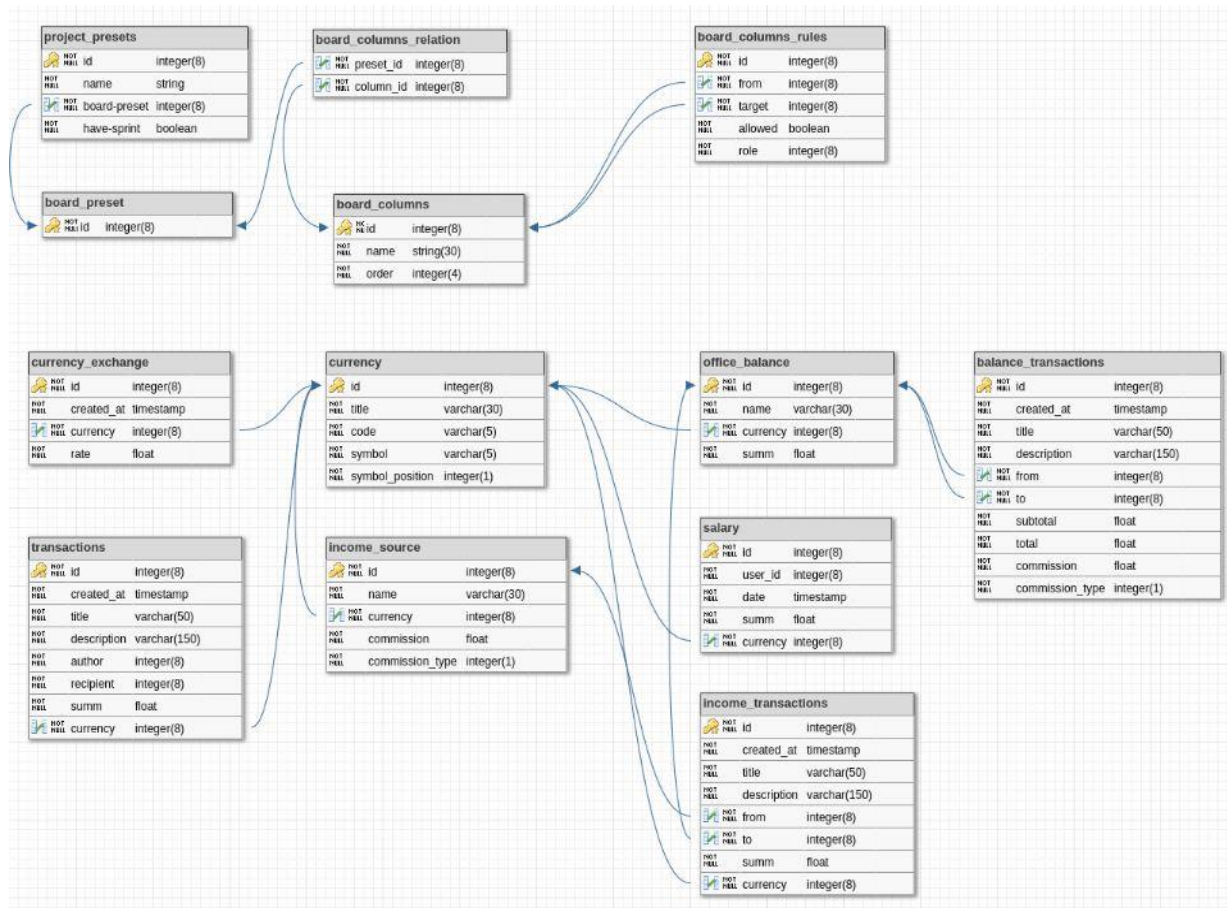 project_presets
NOT NULL id integer(8)
NOT NULL name string
NOT NULL board-preset integer(8)
NOT NULL have-sprint boolean
board_columns_relation
NOT NULL preset_id integer(8)
NOT NULL column_id integer(8)
board_columns_rules
NOT NULL id integer(8)
NOT NULL from integer(8)
NOT NULL target integer(8)
NOT NULL allowed boolean
NOT NULL role integer(8)
board_preset
NOT NULL id integer(8)
board_columns
id integer(8)
NOT NULL name string(30)
NOT NULL order integer(4)
currency_exchange
NOT NULL id integer(8)
NOT NULL created_at timestamp
NOT NULL currency integer(8)
NOT NULL rate float
currency
id integer(8)
NOT NULL title varchar(30)
NOT NULL code varchar(5)
NOT NULL symbol varchar(5)
NOT NULL symbol_position integer(1)
office_balance
NOT NULL id integer(8)
NOT NULL name varchar(30)
NOT NULL currency integer(8)
NOT NULL summ float
balance_transactions
NOT NULL id integer(8)
NOT NULL created_at timestamp
NOT NULL title varchar(50)
NOT NULL description varchar(150)
NOT NULL from integer(8)
NOT NULL to integer(8)
NOT NULL subtotal float
NOT NULL total float
NOT NULL commission float
NOT NULL commission_type integer(1)
transactions
NOT NULL id integer(8)
NOT NULL created_at timestamp
NOT NULL title varchar(50)
NOT NULL description varchar(150)
NOT NULL author integer(8)
NOT NULL recipient integer(8)
NOT NULL summ float
NOT NULL currency integer(8)
income_source
NOT NULL id integer(8)
NOT NULL name varchar(30)
NOT NULL currency integer(8)
NOT NULL commission float
NOT NULL commission_type integer(1)
salary
NOT NULL id integer(8)
NOT NULL user_id integer(8)
NOT NULL date timestamp
NOT NULL summ float
NOT NULL currency integer(8)
income_transactions
NOT NULL id integer(8)
NOT NULL created_at timestamp
NOT NULL title varchar(50)
NOT NULL description varchar(150)
NOT NULL from integer(8)
NOT NULL to integer(8)
NOT NULL summ float
NOT NULL currency integer(8)